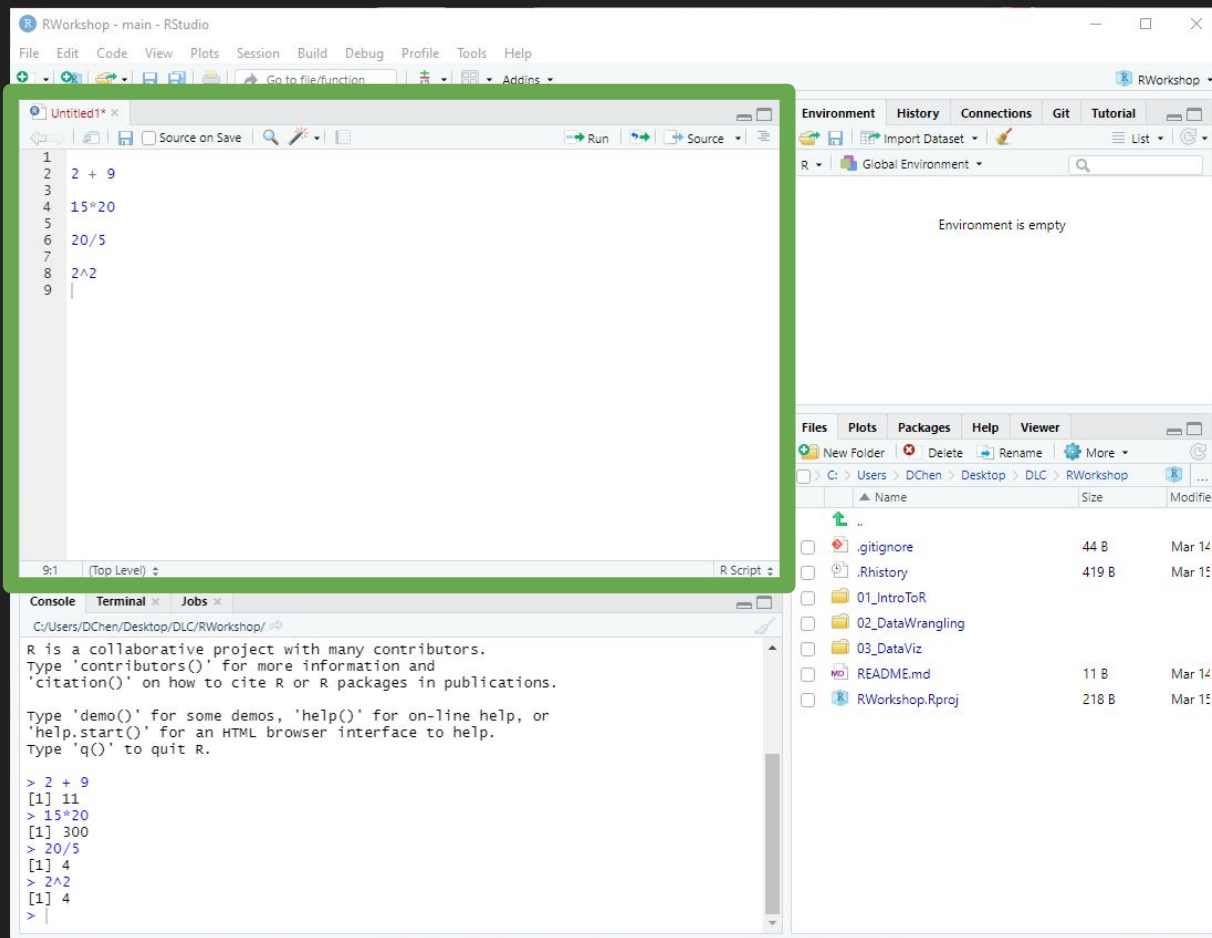 RWorkshop - main - RStudio
File Edit Code View Plots Session Build Debug Profile Tools Help
Go to file/function Addins RWorkshop
Untitled1*
Source on Save Run Source
1
2 2 + 9
3
4 15*20
5
6 20/5
7
8 2^2
9
9:1 (Top Level) R Script
Console Terminal Jobs
C:/Users/DChen/Desktop/DLC/RWorkshop/
R is a collaborative project with many contributors.
Type 'contributors()' for more information and
'citation()' on how to cite R or R packages in publications.
Type 'demo()' for some demos, 'help()' for on-line help, or
'help.start()' for an HTML browser interface to help.
Type 'q()' to quit R.
> 2 + 9
[1] 11
> 15*20
[1] 300
> 20/5
[1] 4
> 2^2
[1] 4
>
Environment History Connections Git Tutorial
Import Dataset List
R Global Environment
Environment is empty
Files Plots Packages Help Viewer
New Folder Delete Rename More
C: > Users > DChen > Desktop > DLC > RWorkshop ...
Name Size Modifie
..
.gitignore 44 B Mar 14
.Rhistory 419 B Mar 15
01_IntroToR
02_DataWrangling
03_DataViz
README.md 11 B Mar 14
RWorkshop.Rproj 218 B Mar 15